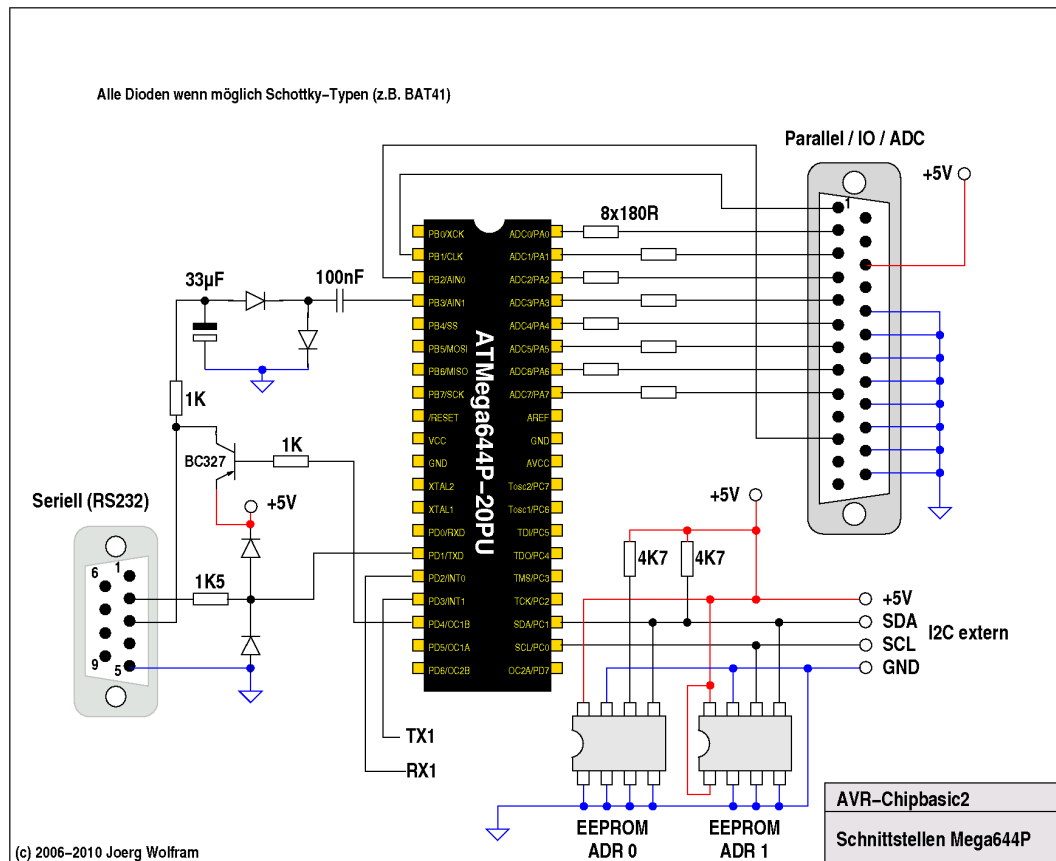 Alle Dioden wenn möglich Schottky-Typen (z.B. BAT41)
Parallel / IO / ADC
+5V
1
8x180R
33µF
100nF
1K
BC327
1K
+5V
Seriell (RS232)
6
1
9
5
1K5
PB0/XCK
PB1/CLK
PB2/AIN0
PB3/AIN1
PB4/SS
PB5/MOSI
PB6/MISO
PB7/SCK
/RESET
VCC
GND
XTAL2
XTAL1
PD0/RXD
PD1/TXD
PD2/INT0
PD3/INT1
PD4/OC1B
PD5/OC1A
PD6/OC2B
ATMega644P-20PU
ADC0/PA0
ADC1/PA1
ADC2/PA2
ADC3/PA3
ADC4/PA4
ADC5/PA5
ADC6/PA6
ADC7/PA7
AREF
GND
AVCC
Tosc2/PC7
Tosc1/PC6
TDI/PC5
TDO/PC4
TMS/PC3
TCK/PC2
SDA/PC1
SCL/PC0
OC2A/PD7
+5V
4K7
4K7
+5V
SDA
SCL
GND
I2C extern
TX1
RX1
EEPROM
ADR 0
EEPROM
ADR 1
AVR-Chipbasic2
Schnittstellen Mega644P
(c) 2006-2010 Joerg Wolfram